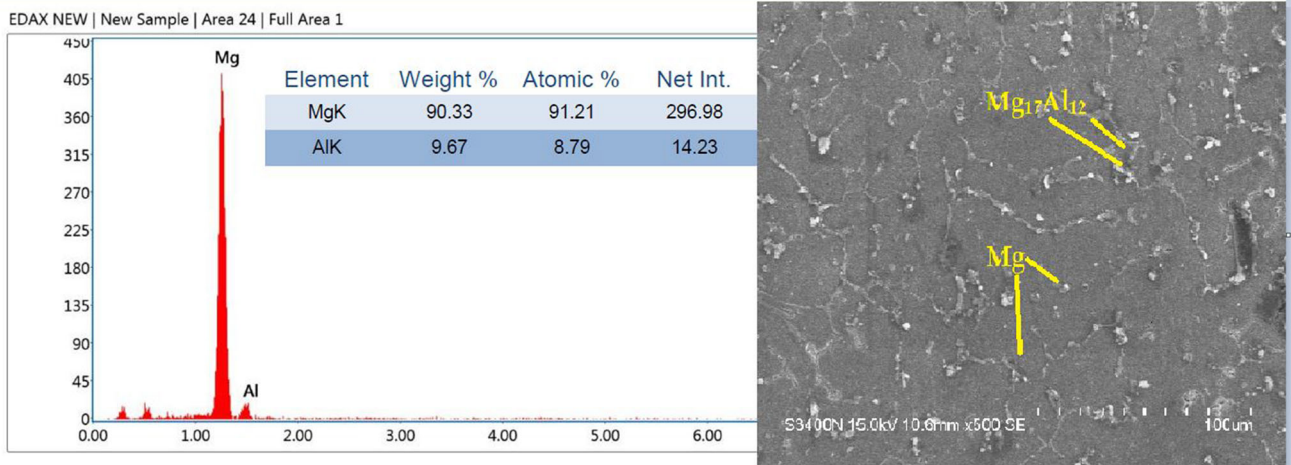 EDAX NEW | New Sample | Area 24 | Full Area 1
450
405
360
315
270
225
180
135
90
45
0
0.00 1.00 2.00 3.00 4.00 5.00 6.00
Mg
Al
Element Weight % Atomic % Net Int.
MgK 90.33 91.21 296.98
AlK 9.67 8.79 14.23
Mg₁₇Al₁₂
Mg
S3400N 15.0kV 10.6mm x500 SE 100um